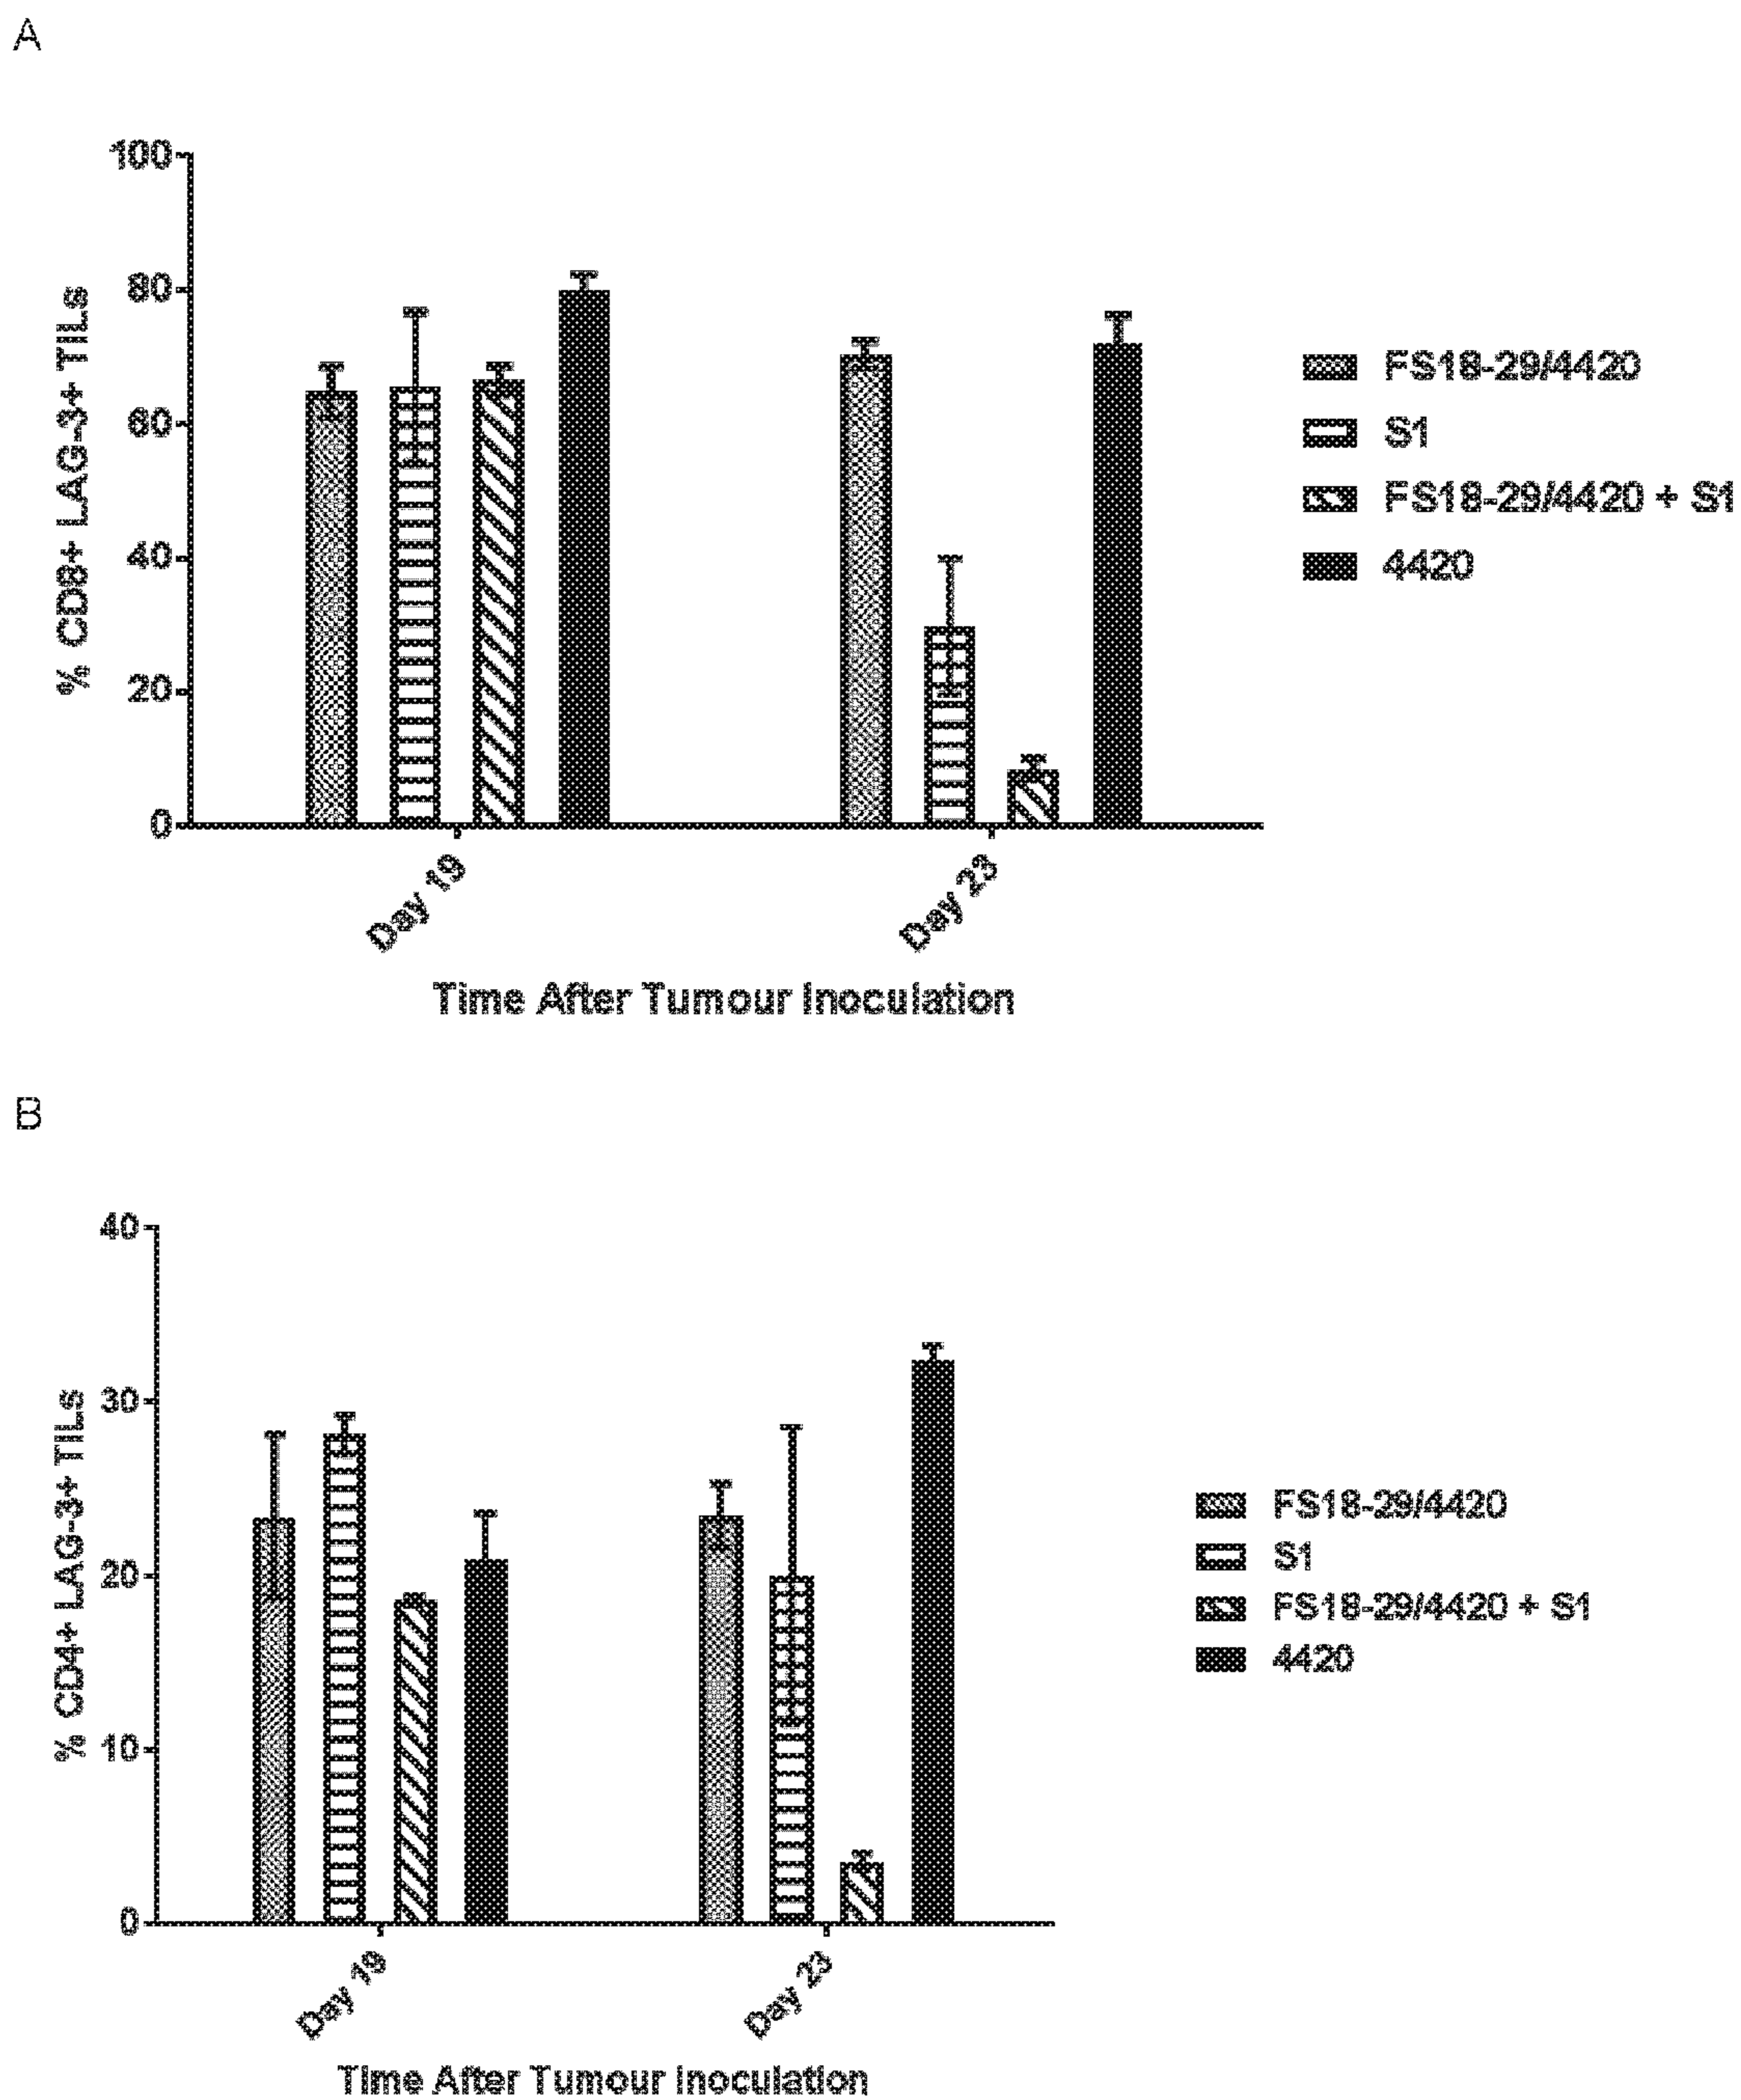 A
100
80
60
40
20
0
% CD8+ LAG-3+ TILs
Day 19
Day 23
Time After Tumour Inoculation
FS18-29/4420
S1
FS18-29/4420 + S1
4420
B
40
30
20
10
0
% CD4+ LAG-3+ TILs
Day 19
Day 23
Time After Tumour Inoculation
FS18-29/4420
S1
FS18-29/4420 + S1
4420